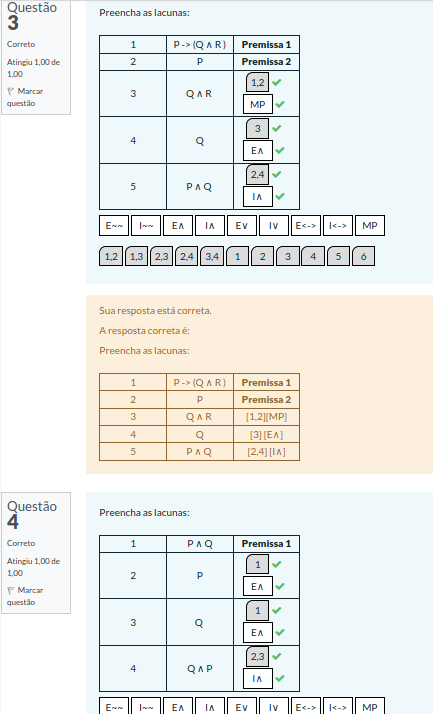 Questão
3
Correto
Atingiu 1,00 de
1,00
Marcar
questão
Preencha as lacunas:
1 P -> (Q ∧ R ) Premissa 1
2 P Premissa 2
3 Q ∧ R 1,2
MP
4 Q 3
E∧
5 P ∧ Q 2,4
I∧
E~~ I~~ E∧ I∧ E∨ I∨ E<-> I<-> MP
1,2 1,3 2,3 2,4 3,4 1 2 3 4 5 6
Sua resposta está correta.
A resposta correta é:
Preencha as lacunas:
1 P -> (Q ∧ R ) Premissa 1
2 P Premissa 2
3 Q ∧ R [1,2][MP]
4 Q [3] [E∧]
5 P ∧ Q [2,4] [I∧]
Questão
4
Correto
Atingiu 1,00 de
1,00
Marcar
questão
Preencha as lacunas:
1 P ∧ Q Premissa 1
2 P 1
E∧
3 Q 1
E∧
4 Q ∧ P 2,3
I∧
E~~ I~~ E∧ I∧ E∨ I∨ E<-> I<-> MP